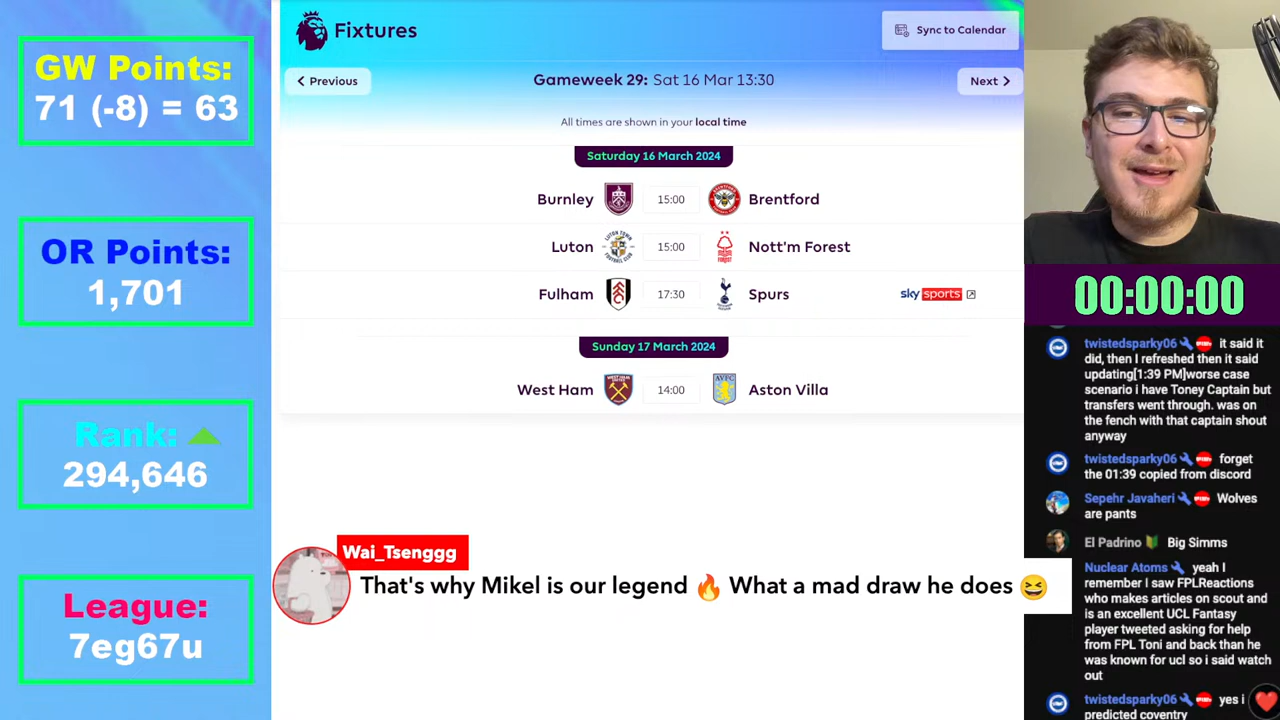 GW Points:
71 (-8) = 63
OR Points:
1,701
Rank:
294,646
League:
7eg67u
Fixtures
Sync to Calendar
Previous
Gameweek 29: Sat 16 Mar 13:30
Next
All times are shown in your local time
Saturday 16 March 2024
Burnley 15:00 Brentford
Luton 15:00 Nott'm Forest
Fulham 17:30 Spurs sky sports
Sunday 17 March 2024
West Ham 14:00 Aston Villa
Wai_Tsenggg
That's why Mikel is our legend 🔥 What a mad draw he does 😆
00:00:00
twistedsparky06 it said it
did, then I refreshed then it said
updating[1:39 PM]worse case
scenario i have Toney Captain but
transfers went through. was on
the fence with that captain shout
anyway
twistedsparky06 forget
the 01:39 copied from discord
Sepehr Javaheri Wolves
are pants
El Padrino Big Simms
Nuclear Atoms yeah I
remember I saw FPLReactions
who makes articles on scout and
is an excellent UCL Fantasy
player tweeted asking for help
from FPL Toni and back than he
was known for ucl so i said watch
out
twistedsparky06 yes i
predicted coventry